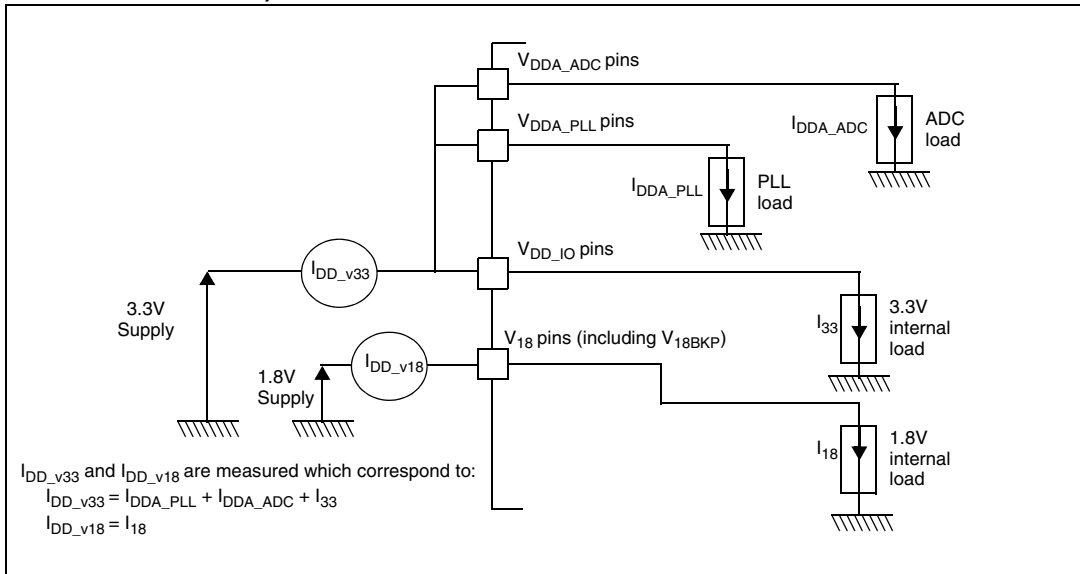 V_DDA_ADC pins
I_DDA_ADC
ADC
load
V_DDA_PLL pins
I_DDA_PLL
PLL
load
V_DD_IO pins
I_DD_v33
3.3V
Supply
I_33
3.3V
internal
load
V_18 pins (including V_18BKP)
I_DD_v18
1.8V
Supply
I_18
1.8V
internal
load
I_DD_v33 and I_DD_v18 are measured which correspond to:
I_DD_v33 = I_DDA_PLL + I_DDA_ADC + I_33
I_DD_v18 = I_18